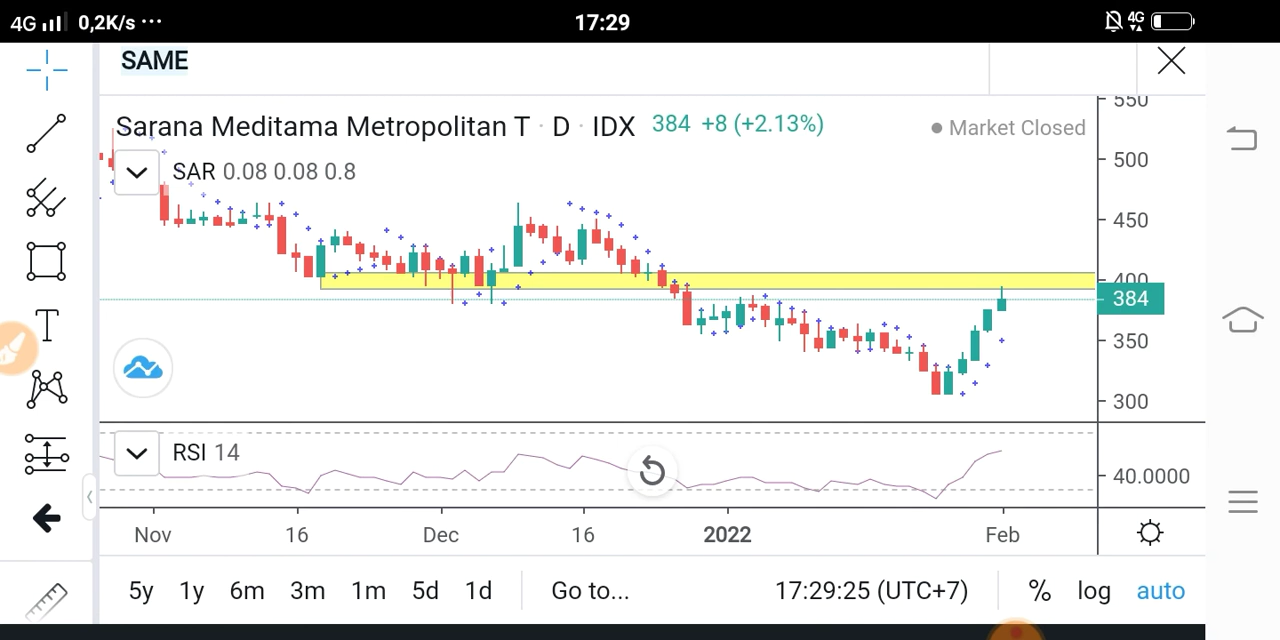 4G 0,2K/s ··· 17:29 4G
SAME
Sarana Meditama Metropolitan T · D · IDX 384 +8 (+2.13%) Market Closed
SAR 0.08 0.08 0.8
550
500
450
400
384
350
300
RSI 14
40.0000
Nov 16 Dec 16 2022 Feb
5y 1y 6m 3m 1m 5d 1d Go to... 17:29:25 (UTC+7) % log auto